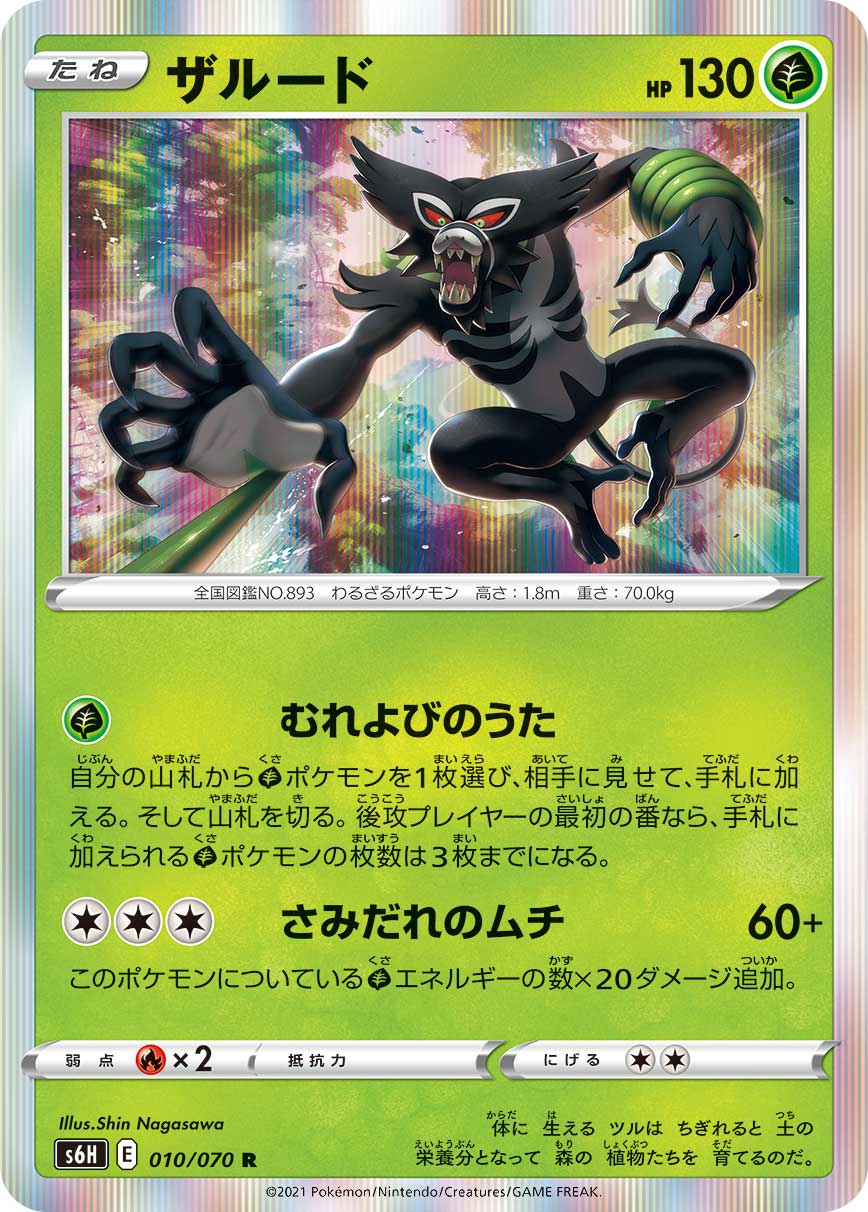 たね ザルード HP 130
全国図鑑NO.893 わるざるポケモン 高さ：1.8m 重さ：70.0kg
むれよびのうた
自分の山札からポケモンを1枚選び、相手に見せて、手札に加
える。そして山札を切る。後攻プレイヤーの最初の番なら、手札に
加えられるポケモンの枚数は3枚までになる。
さみだれのムチ 60+
このポケモンについているエネルギーの数×20ダメージ追加。
弱点 ×2 抵抗力 にげる
Illus.Shin Nagasawa
体に 生える ツルは ちぎれると 土の
栄養分となって 森の 植物たちを 育てるのだ。
s6H E 010/070 R
©2021 Pokémon/Nintendo/Creatures/GAME FREAK.